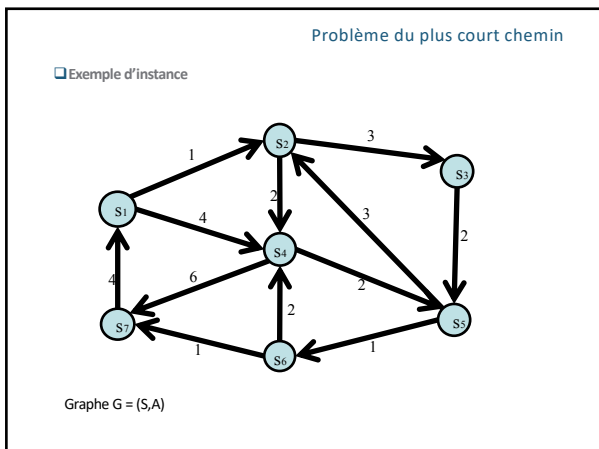 Problème du plus court chemin
Exemple d'instance
S2
3
S3
1
2
3
2
S1
4
S4
6
2
4
2
S7
S5
1
1
S6
Graphe G = (S,A)